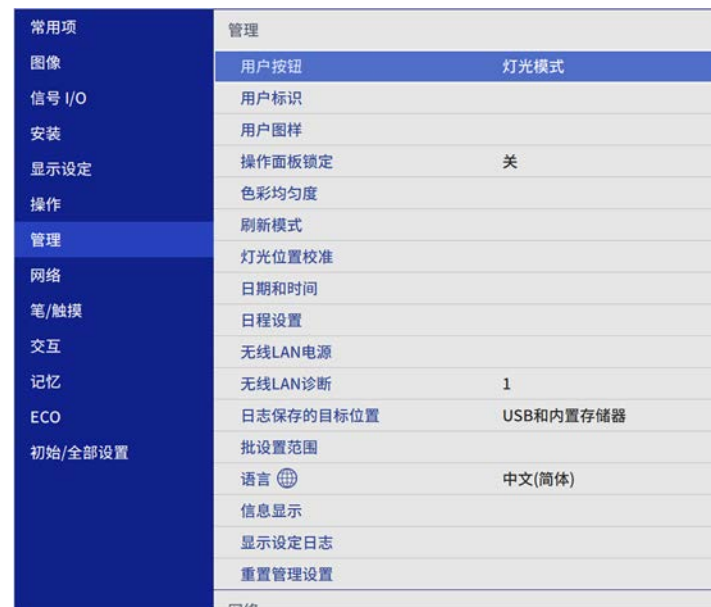 常用项
图像
信号 I/O
安装
显示设定
操作
管理
网络
笔/触摸
交互
记忆
ECO
初始/全部设置
管理
用户按钮 灯光模式
用户标识
用户图样
操作面板锁定 关
色彩均匀度
刷新模式
灯光位置校准
日期和时间
日程设置
无线LAN电源
无线LAN诊断 1
日志保存的目标位置 USB和内置存储器
批设置范围
语言 中文(简体)
信息显示
显示设定日志
重置管理设置